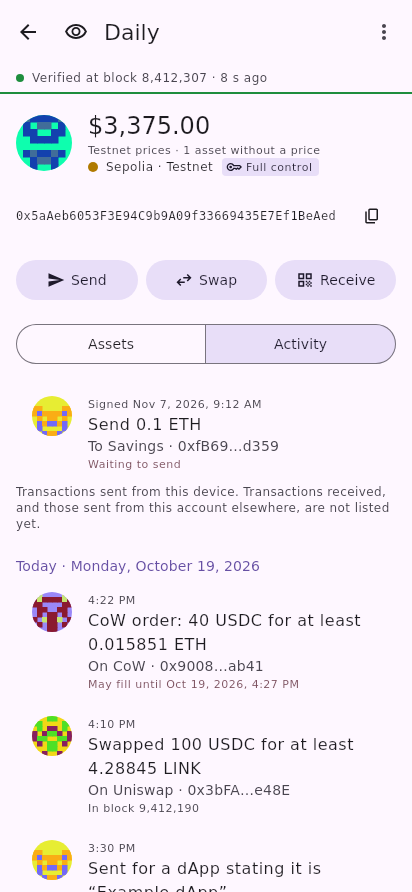 Daily
Verified at block 8,412,307 · 8 s ago
$3,375.00
Testnet prices · 1 asset without a price
Sepolia · Testnet
Full control
0x5aAeb6053F3E94C9b9A09f33669435E7Ef1BeAed
Send
Swap
Receive
Assets
Activity
Signed Nov 7, 2026, 9:12 AM
Send 0.1 ETH
To Savings · 0xfB69…d359
Waiting to send
Transactions sent from this device. Transactions received,
and those sent from this account elsewhere, are not listed
yet.
Today · Monday, October 19, 2026
4:22 PM
CoW order: 40 USDC for at least
0.015851 ETH
On CoW · 0x9008…ab41
May fill until Oct 19, 2026, 4:27 PM
4:10 PM
Swapped 100 USDC for at least
4.28845 LINK
On Uniswap · 0x3bFA…e48E
In block 9,412,190
3:30 PM
Sent for a dApp stating it is
“Example dApp”